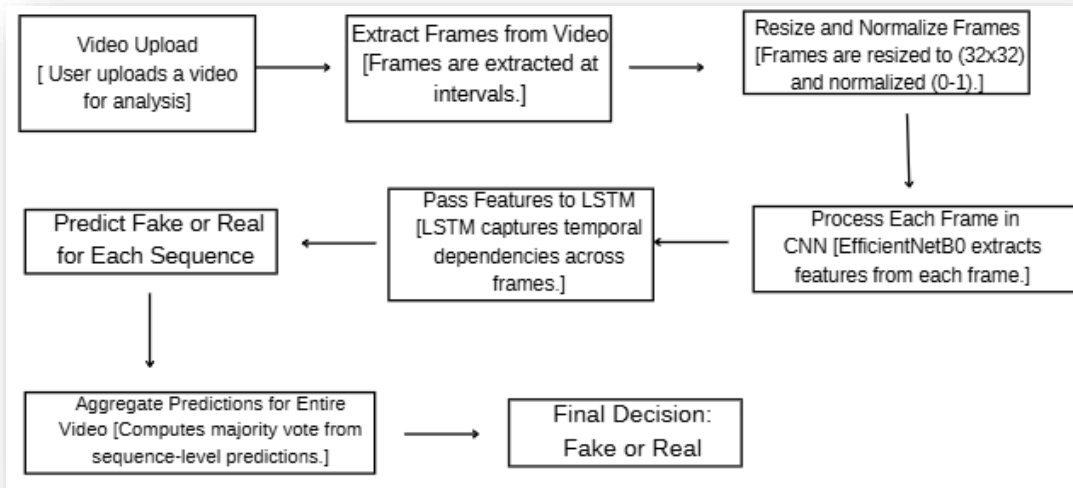 Video Upload
[ User uploads a video
for analysis]
Extract Frames from Video
[Frames are extracted at
intervals.]
Resize and Normalize Frames
[Frames are resized to (32x32)
and normalized (0-1).]
Process Each Frame in
CNN [EfficientNetB0 extracts
features from each frame.]
Pass Features to LSTM
[LSTM captures temporal
dependencies across
frames.]
Predict Fake or Real
for Each Sequence
Aggregate Predictions for Entire
Video [Computes majority vote from
sequence-level predictions.]
Final Decision:
Fake or Real